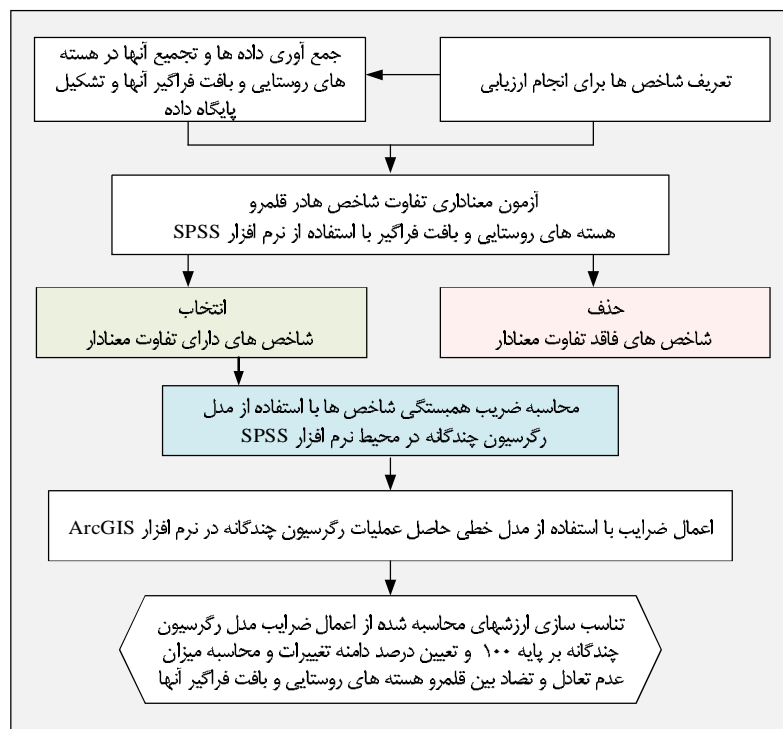 تعریف شاخص ها برای انجام ارزیابی
جمع آوری داده ها و تجمیع آنها در هسته
های روستایی و بافت فراگیر آنها و تشکیل
پایگاه داده
آزمون معناداری تفاوت شاخص هادر قلمرو
هسته های روستایی و بافت فراگیر با استفاده از نرم افزار SPSS
حذف
شاخص های فاقد تفاوت معنادار
انتخاب
شاخص های دارای تفاوت معنادار
محاسبه ضریب همبستگی شاخص ها با استفاده از مدل
رگرسیون چندگانه در محیط نرم افزار SPSS
اعمال ضرایب با استفاده از مدل خطی حاصل عملیات رگرسیون چندگانه در نرم افزار ArcGIS
تناسب سازی ارزشهای محاسبه شده از اعمال ضرایب مدل رگرسیون
چندگانه بر پایه ۱۰۰ و تعیین درصد دامنه تغییرات و محاسبه میزان
عدم تعادل و تضاد بین قلمرو هسته های روستایی و بافت فراگیر آنها